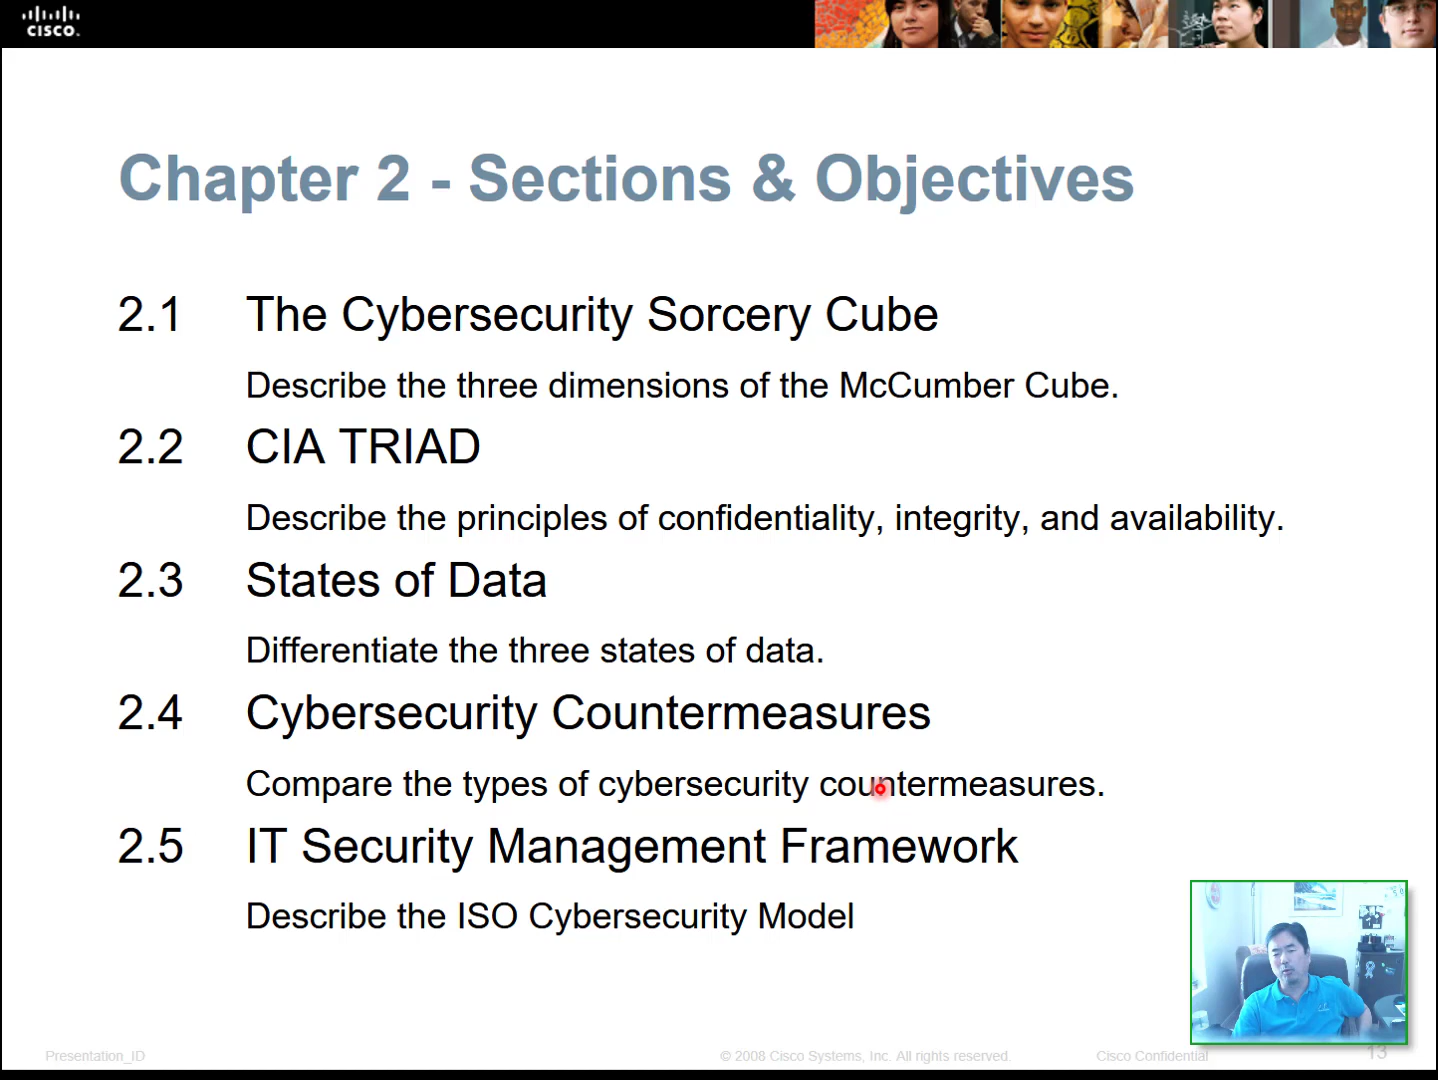 CISCO.
Chapter 2 - Sections & Objectives
2.1 The Cybersecurity Sorcery Cube
Describe the three dimensions of the McCumber Cube.
2.2 CIA TRIAD
Describe the principles of confidentiality, integrity, and availability.
2.3 States of Data
Differentiate the three states of data.
2.4 Cybersecurity Countermeasures
Compare the types of cybersecurity countermeasures.
2.5 IT Security Management Framework
Describe the ISO Cybersecurity Model
Presentation_ID © 2008 Cisco Systems, Inc. All rights reserved. Cisco Confidential 13